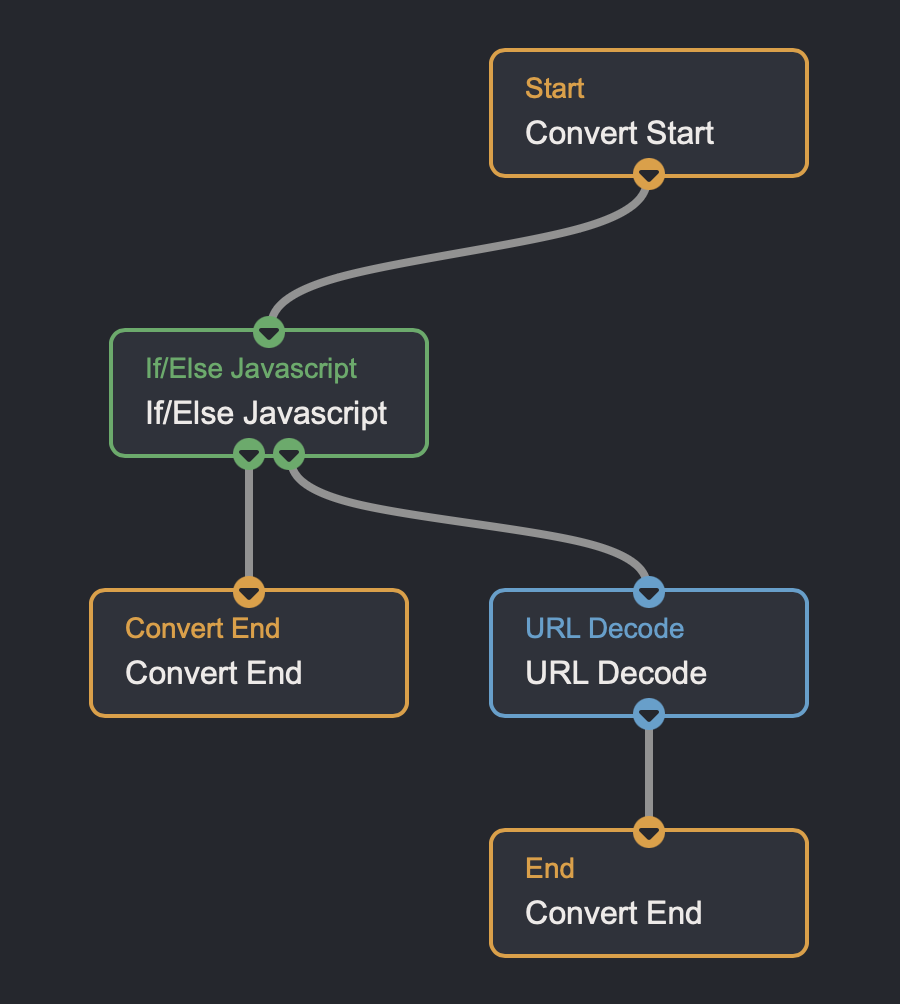 Start
Convert Start
If/Else Javascript
If/Else Javascript
Convert End
Convert End
URL Decode
URL Decode
End
Convert End